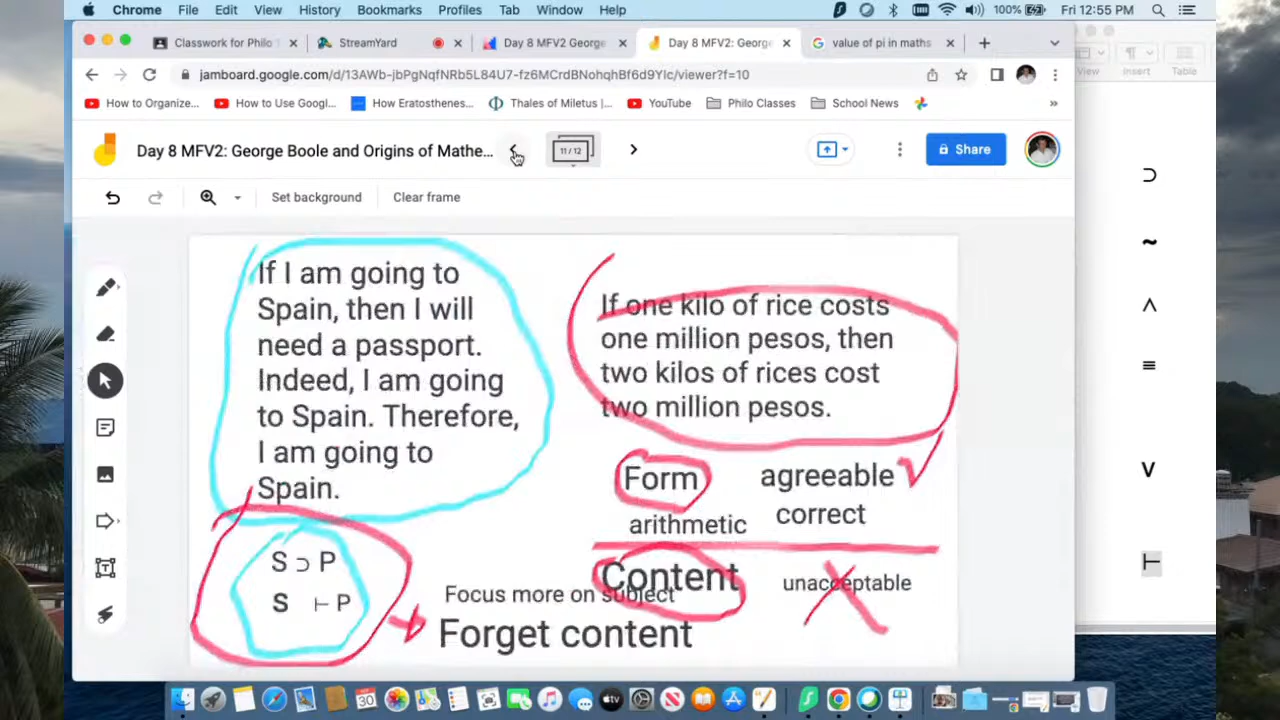 Chrome File Edit View History Bookmarks Profiles Tab Window Help 100% Fri 12:55 PM
Classwork for Philo T StreamYard Day 8 MFV2 George Day 8 MFV2: Georg value of pi in maths
jamboard.google.com/d/13AWb-jbPgNqfNRb5L84U7-fz6MCrdBNohqhBf6d9YIc/viewer?f=10
How to Organize... How to Use Googl... How Eratosthenes... Thales of Miletus |... YouTube Philo Classes School News »
View Insert Table
Day 8 MFV2: George Boole and Origins of Mathe... 11 / 12 Share
Set background Clear frame
If I am going to
Spain, then I will
need a passport.
Indeed, I am going
to Spain. Therefore,
I am going to
Spain.
S ⊃ P
S ⊢ P
If one kilo of rice costs
one million pesos, then
two kilos of rices cost
two million pesos.
Form agreeable
arithmetic correct
Content unacceptable
Focus more on subject
Forget content
⊃
~
^
≡
v
⊢
30